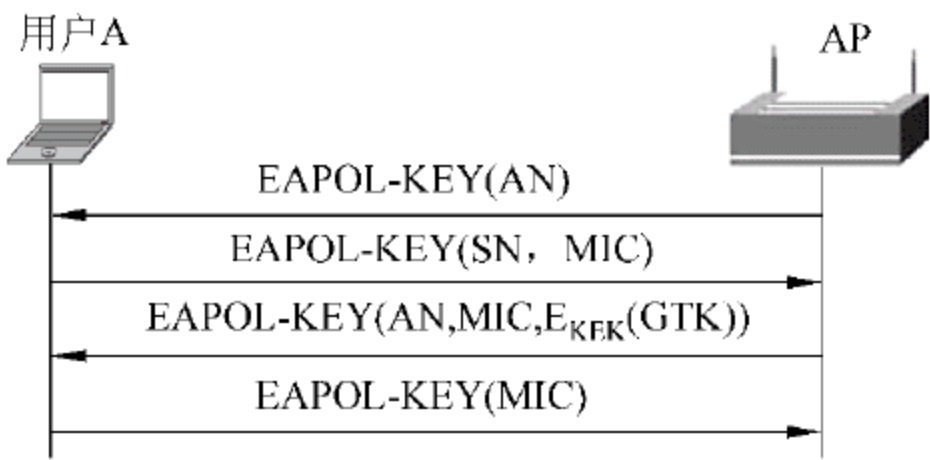 用户A
AP
EAPOL-KEY(AN)
EAPOL-KEY(SN，MIC)
EAPOL-KEY(AN,MIC,EKEK(GTK))
EAPOL-KEY(MIC)